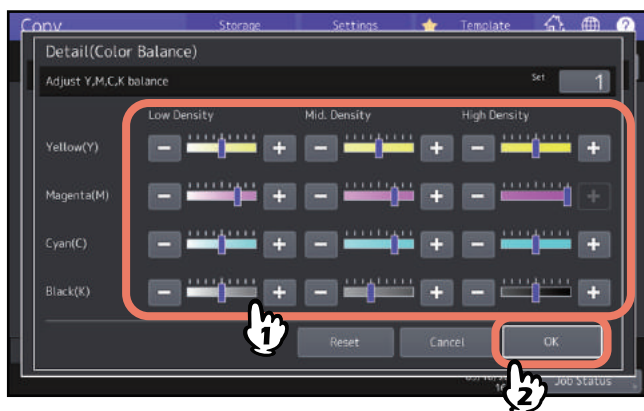 Copy Storage Settings Template ?
Detail(Color Balance)
Adjust Y,M,C,K balance Set 1
Low Density Mid. Density High Density
Yellow(Y) − + − + − +
Magenta(M) − + − + − +
Cyan(C) − + − + − +
Black(K) − + − + − +
1
Reset Cancel OK
Job Status
2